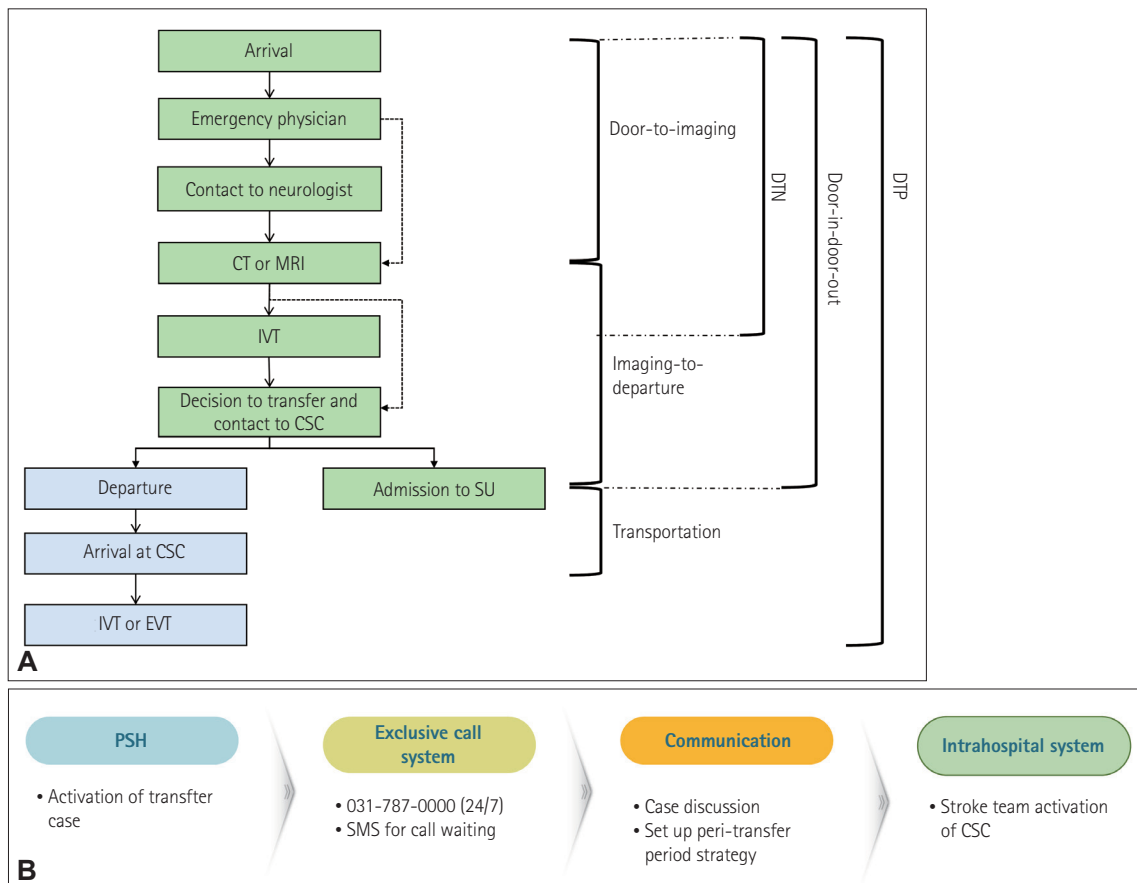 Arrival
Emergency physician
Contact to neurologist
CT or MRI
IVT
Decision to transfer and
contact to CSC
Departure
Admission to SU
Arrival at CSC
IVT or EVT
Door-to-imaging
Imaging-to-
departure
Transportation
DTN
Door-in-door-out
DTP
A
PSH
• Activation of transfter
case
Exclusive call
system
• 031-787-0000 (24/7)
• SMS for call waiting
Communication
• Case discussion
• Set up peri-transfer
period strategy
Intrahospital system
• Stroke team activation
of CSC
B